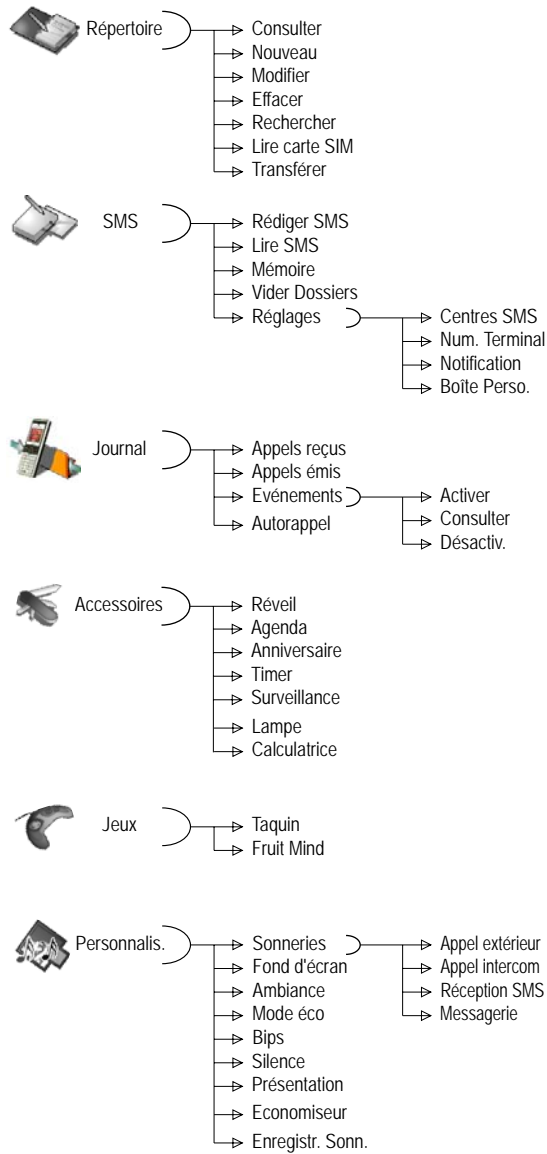 Répertoire
Consulter
Nouveau
Modifier
Effacer
Rechercher
Lire carte SIM
Transférer
SMS
Rédiger SMS
Lire SMS
Mémoire
Vider Dossiers
Réglages
Centres SMS
Num. Terminal
Notification
Boîte Perso.
Journal
Appels reçus
Appels émis
Evénements
Activer
Consulter
Désactiv.
Autorappel
Accessoires
Réveil
Agenda
Anniversaire
Timer
Surveillance
Lampe
Calculatrice
Jeux
Taquin
Fruit Mind
Personnalis.
Sonneries
Appel extérieur
Appel intercom
Réception SMS
Messagerie
Fond d'écran
Ambiance
Mode éco
Bips
Silence
Présentation
Economiseur
Enregistr. Sonn.